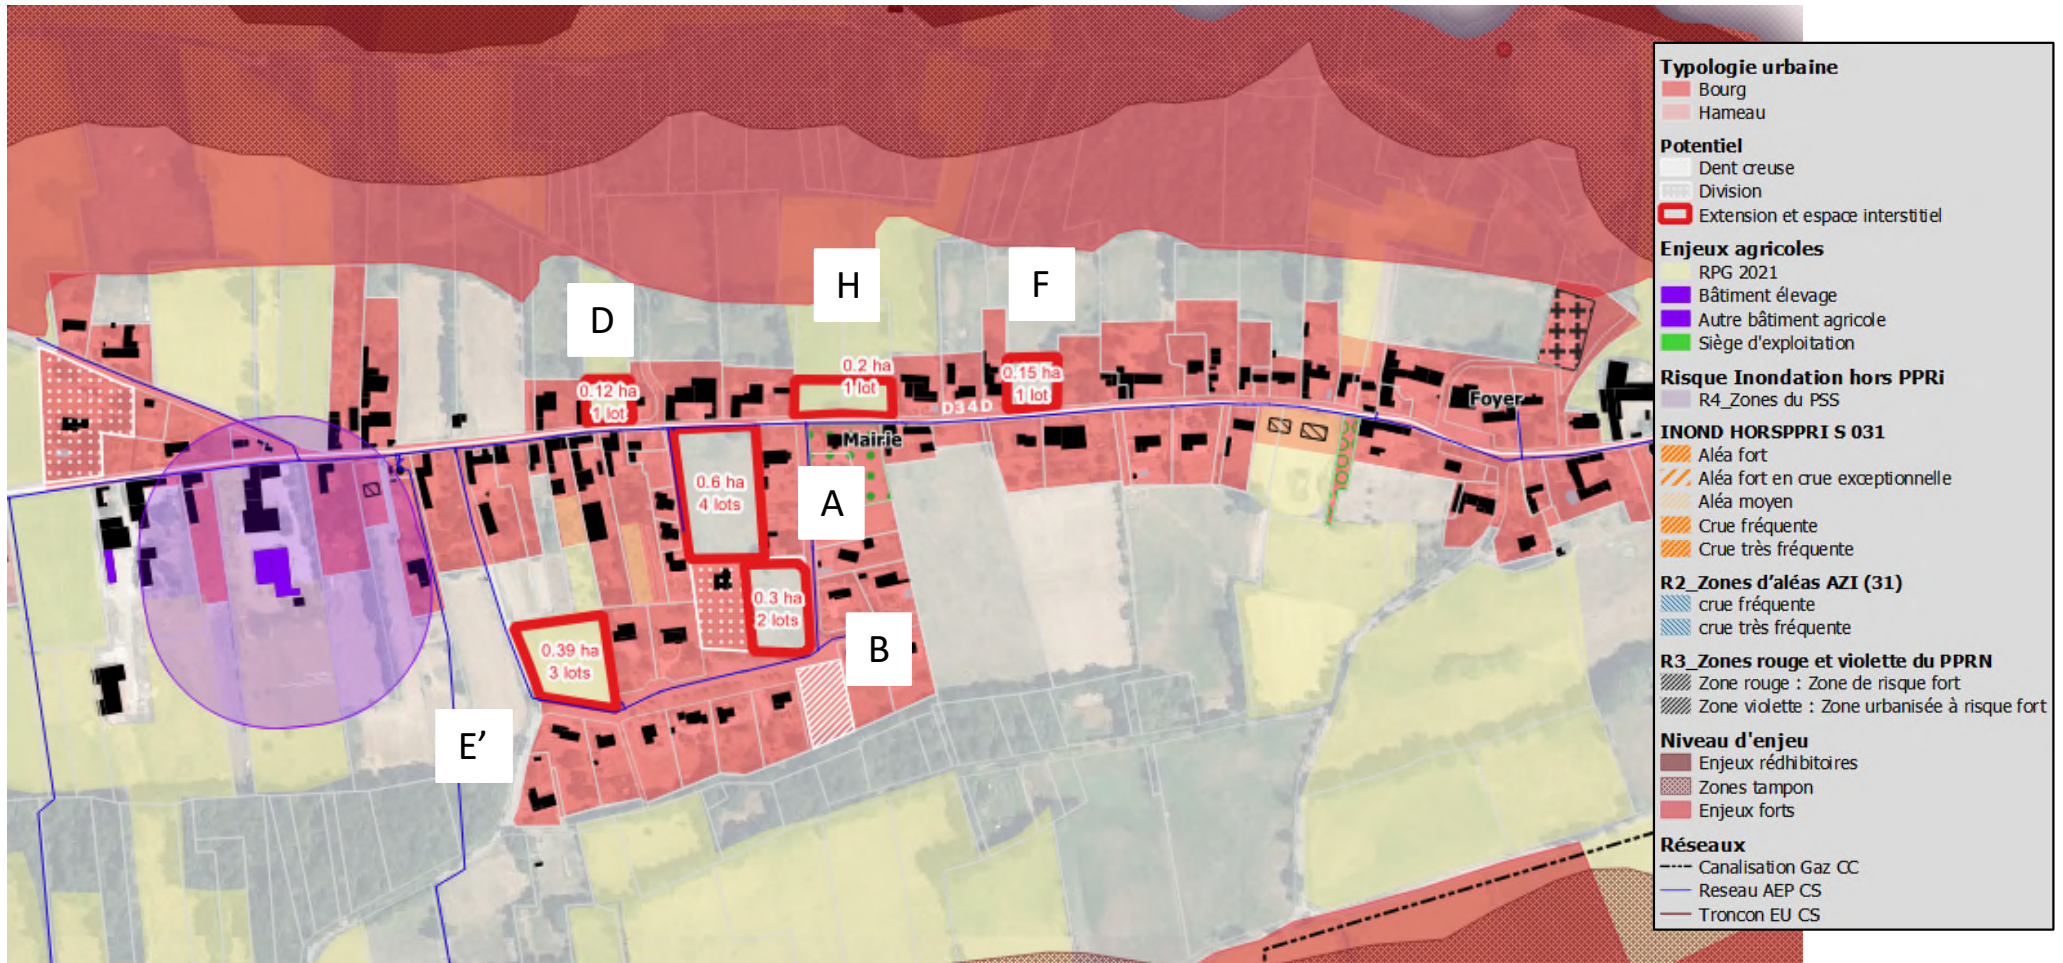 D
H
F
0.12 ha
1 lot
0.2 ha
1 lot
0.15 ha
1 lot
D34D
Foyer
Mairie
0.6 ha
4 lots
A
0.3 ha
2 lots
B
0.39 ha
3 lots
E’
Typologie urbaine
Bourg
Hameau
Potentiel
Dent creuse
Division
Extension et espace interstitiel
Enjeux agricoles
RPG 2021
Bâtiment élevage
Autre bâtiment agricole
Siège d'exploitation
Risque Inondation hors PPRi
R4_Zones du PSS
INOND HORSPPRI S 031
Aléa fort
Aléa fort en crue exceptionnelle
Aléa moyen
Crue fréquente
Crue très fréquente
R2_Zones d'aléas AZI (31)
crue fréquente
crue très fréquente
R3_Zones rouge et violette du PPRN
Zone rouge : Zone de risque fort
Zone violette : Zone urbanisée à risque fort
Niveau d'enjeu
Enjeux rédhibitoires
Zones tampon
Enjeux forts
Réseaux
Canalisation Gaz CC
Reseau AEP CS
Troncon EU CS